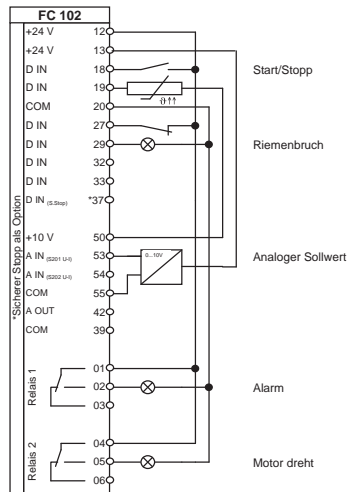 FC 102
+24 V 12
+24 V 13
D IN 18 Start/Stopp
D IN 19
COM 20
D IN 27
D IN 29 Riemenbruch
D IN 32
D IN 33
D IN (S.Stop) *37
+10 V 50
A IN (S201 U-I) 53 0...10V Analoger Sollwert
A IN (S202 U-I) 54
COM 55
A OUT 42
COM 39
*Sicherer Stopp als Option
Relais 1
01
02 Alarm
03
Relais 2
04
05 Motor dreht
06